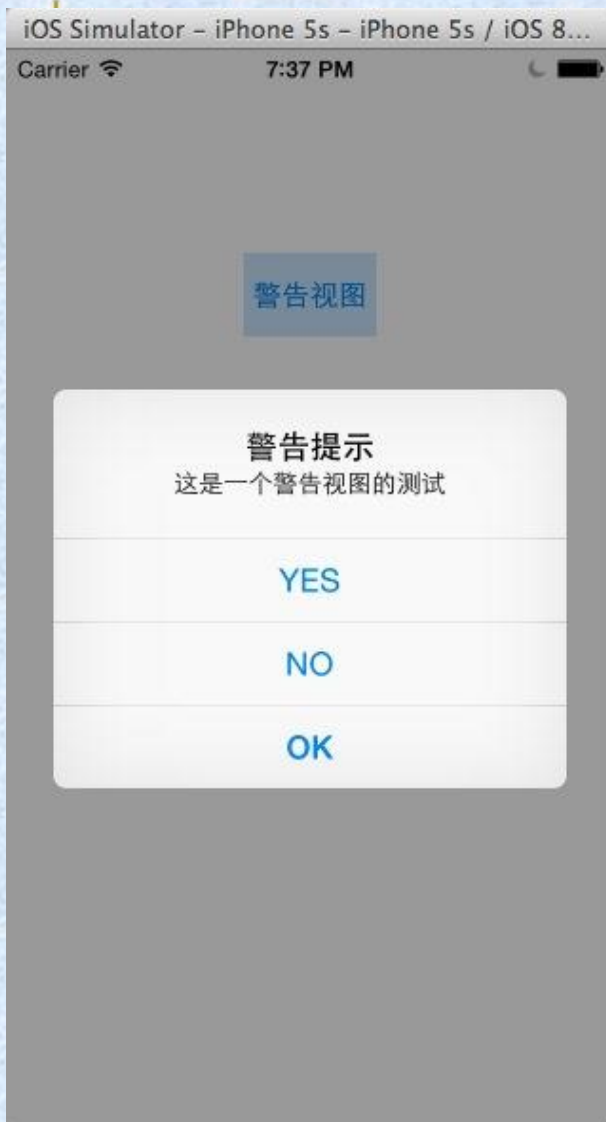 iOS Simulator – iPhone 5s – iPhone 5s / iOS 8...
Carrier 7:37 PM
警告视图
警告提示
这是一个警告视图的测试
YES
NO
OK